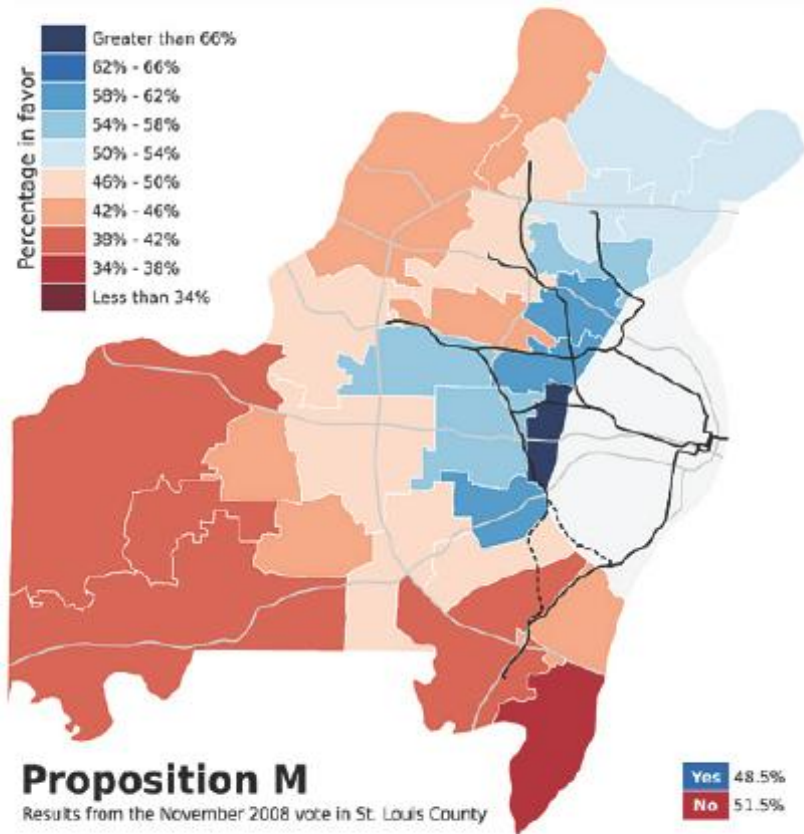 Percentage in favor
Greater than 66%
62% - 66%
58% - 62%
54% - 58%
50% - 54%
46% - 50%
42% - 46%
38% - 42%
34% - 38%
Less than 34%
Proposition M
Results from the November 2008 vote in St. Louis County
Yes 48.5%
No 51.5%